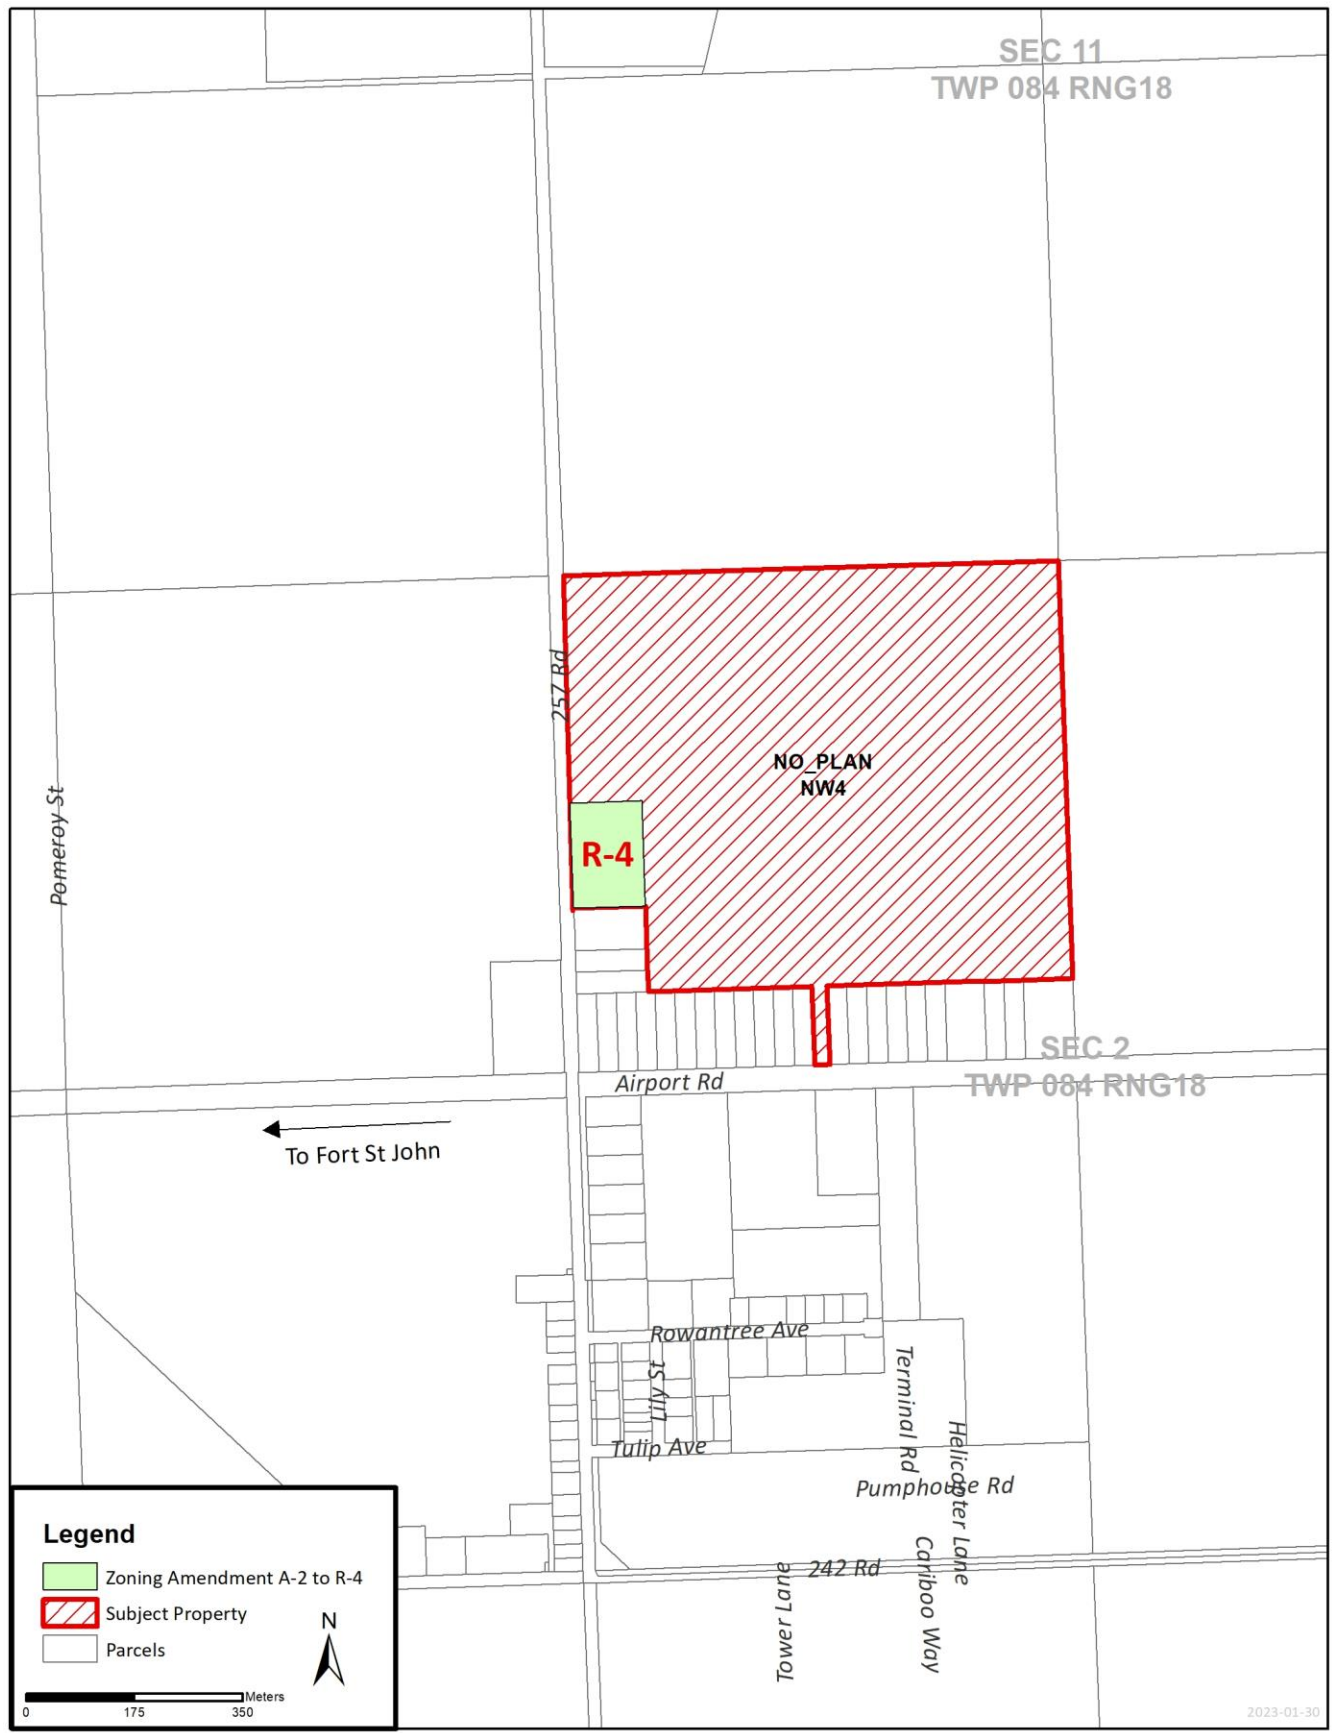 SEC 11
TWP 084 RNG18
257 Rd
NO_PLAN
NW4
Pomeroy St
R-4
SEC 2
TWP 084 RNG18
Airport Rd
To Fort St John
Rowantree Ave
Lily St
Terminal Rd
Tulip Ave
Helicopter Lane
Pumphouse Rd
242 Rd
Cariboo Way
Tower Lane
Legend
Zoning Amendment A-2 to R-4
Subject Property
Parcels
N
Meters
0 175 350
2023-01-30